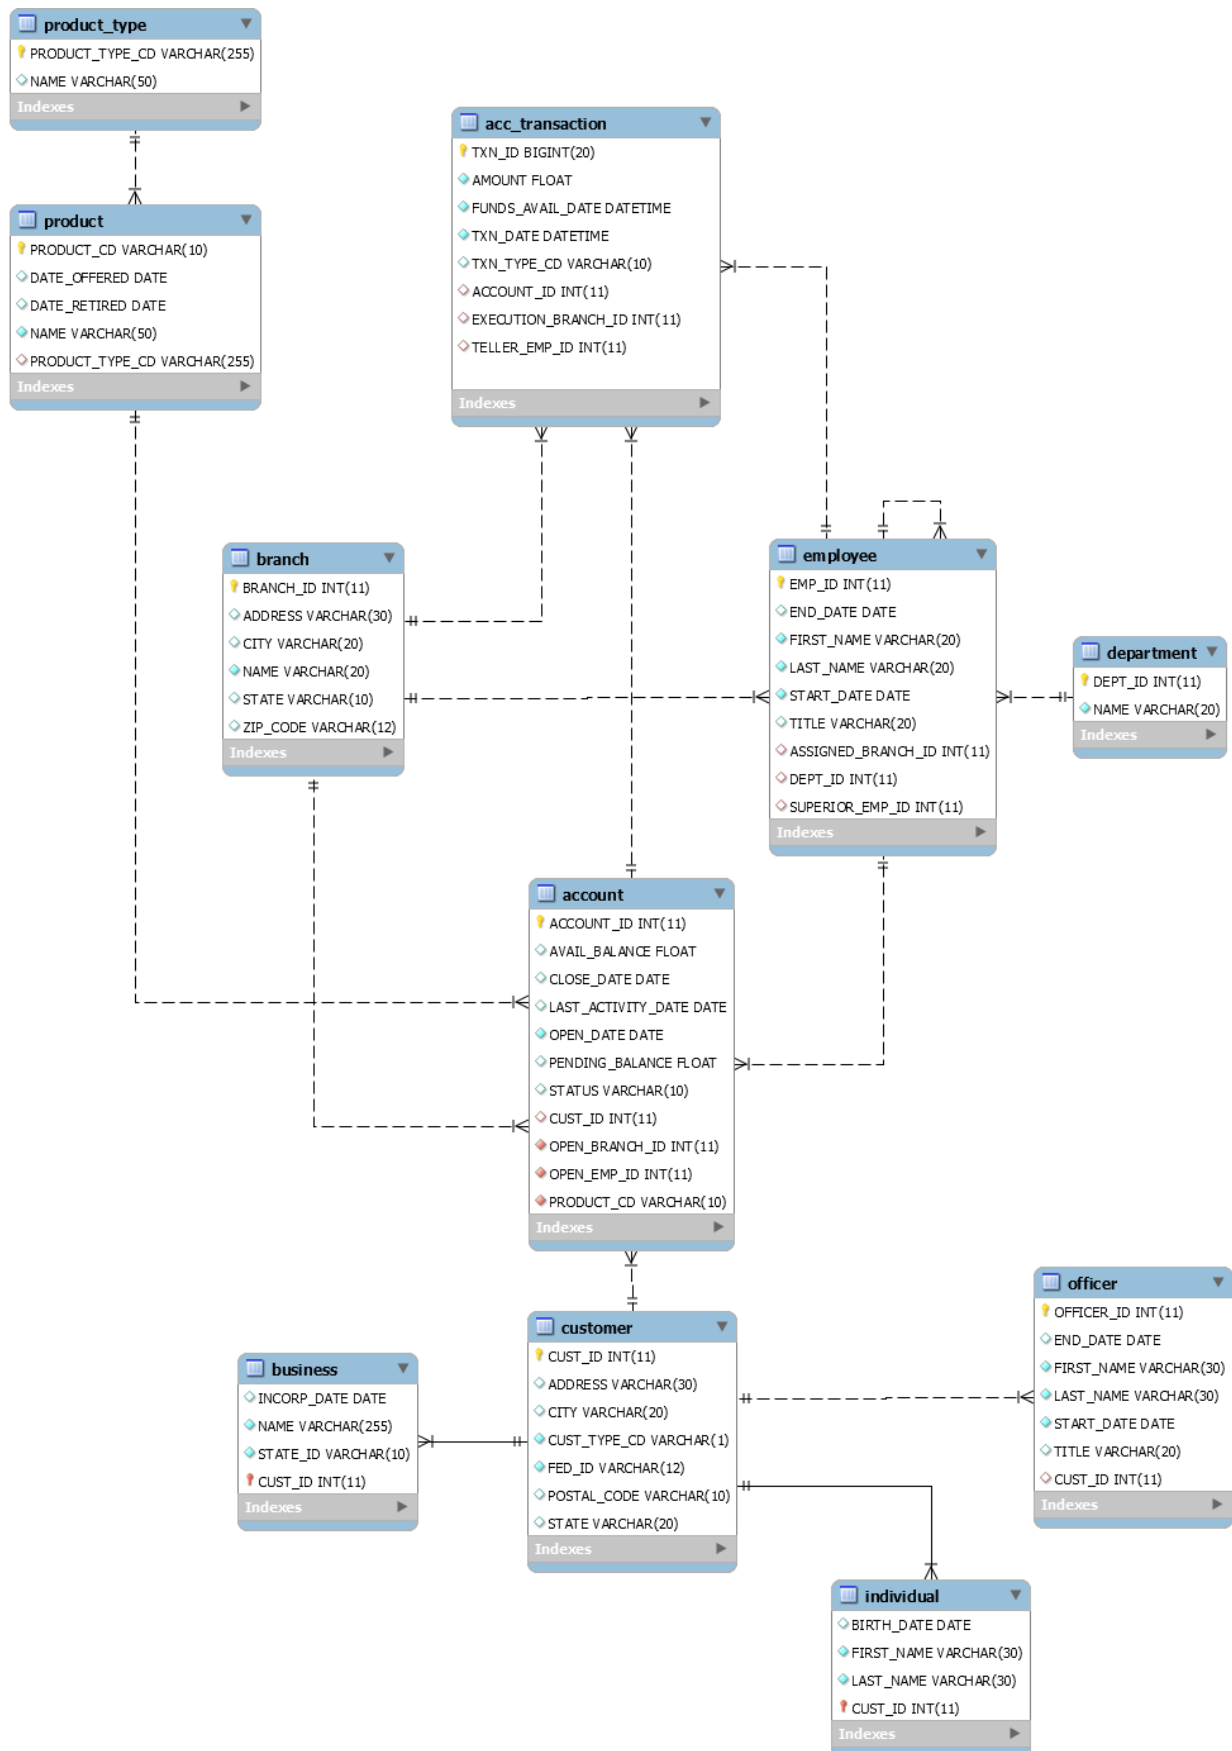 product_type
PRODUCT_TYPE_CD VARCHAR(255)
NAME VARCHAR(50)
Indexes
product
PRODUCT_CD VARCHAR(10)
DATE_OFFERED DATE
DATE_RETIRED DATE
NAME VARCHAR(50)
PRODUCT_TYPE_CD VARCHAR(255)
Indexes
acc_transaction
TXN_ID BIGINT(20)
AMOUNT FLOAT
FUNDS_AVAIL_DATE DATETIME
TXN_DATE DATETIME
TXN_TYPE_CD VARCHAR(10)
ACCOUNT_ID INT(11)
EXECUTION_BRANCH_ID INT(11)
TELLER_EMP_ID INT(11)
Indexes
branch
BRANCH_ID INT(11)
ADDRESS VARCHAR(30)
CITY VARCHAR(20)
NAME VARCHAR(20)
STATE VARCHAR(10)
ZIP_CODE VARCHAR(12)
Indexes
employee
EMP_ID INT(11)
END_DATE DATE
FIRST_NAME VARCHAR(20)
LAST_NAME VARCHAR(20)
START_DATE DATE
TITLE VARCHAR(20)
ASSIGNED_BRANCH_ID INT(11)
DEPT_ID INT(11)
SUPERIOR_EMP_ID INT(11)
Indexes
department
DEPT_ID INT(11)
NAME VARCHAR(20)
Indexes
account
ACCOUNT_ID INT(11)
AVAIL_BALANCE FLOAT
CLOSE_DATE DATE
LAST_ACTIVITY_DATE DATE
OPEN_DATE DATE
PENDING_BALANCE FLOAT
STATUS VARCHAR(10)
CUST_ID INT(11)
OPEN_BRANCH_ID INT(11)
OPEN_EMP_ID INT(11)
PRODUCT_CD VARCHAR(10)
Indexes
business
INCORP_DATE DATE
NAME VARCHAR(255)
STATE_ID VARCHAR(10)
CUST_ID INT(11)
Indexes
customer
CUST_ID INT(11)
ADDRESS VARCHAR(30)
CITY VARCHAR(20)
CUST_TYPE_CD VARCHAR(1)
FED_ID VARCHAR(12)
POSTAL_CODE VARCHAR(10)
STATE VARCHAR(20)
Indexes
officer
OFFICER_ID INT(11)
END_DATE DATE
FIRST_NAME VARCHAR(30)
LAST_NAME VARCHAR(30)
START_DATE DATE
TITLE VARCHAR(20)
CUST_ID INT(11)
Indexes
individual
BIRTH_DATE DATE
FIRST_NAME VARCHAR(30)
LAST_NAME VARCHAR(30)
CUST_ID INT(11)
Indexes